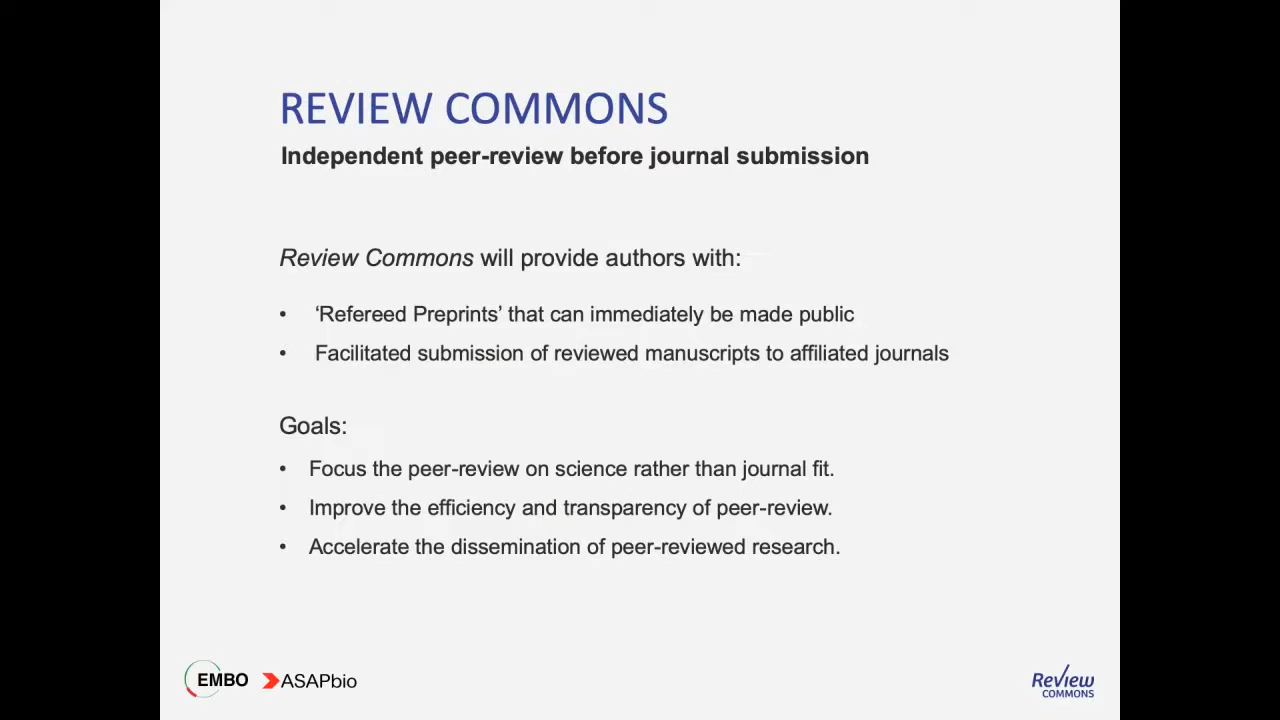 REVIEW COMMONS
Independent peer-review before journal submission
Review Commons will provide authors with:
• ‘Refereed Preprints’ that can immediately be made public
• Facilitated submission of reviewed manuscripts to affiliated journals
Goals:
• Focus the peer-review on science rather than journal fit.
• Improve the efficiency and transparency of peer-review.
• Accelerate the dissemination of peer-reviewed research.
EMBO ASAPbio
Review
COMMONS